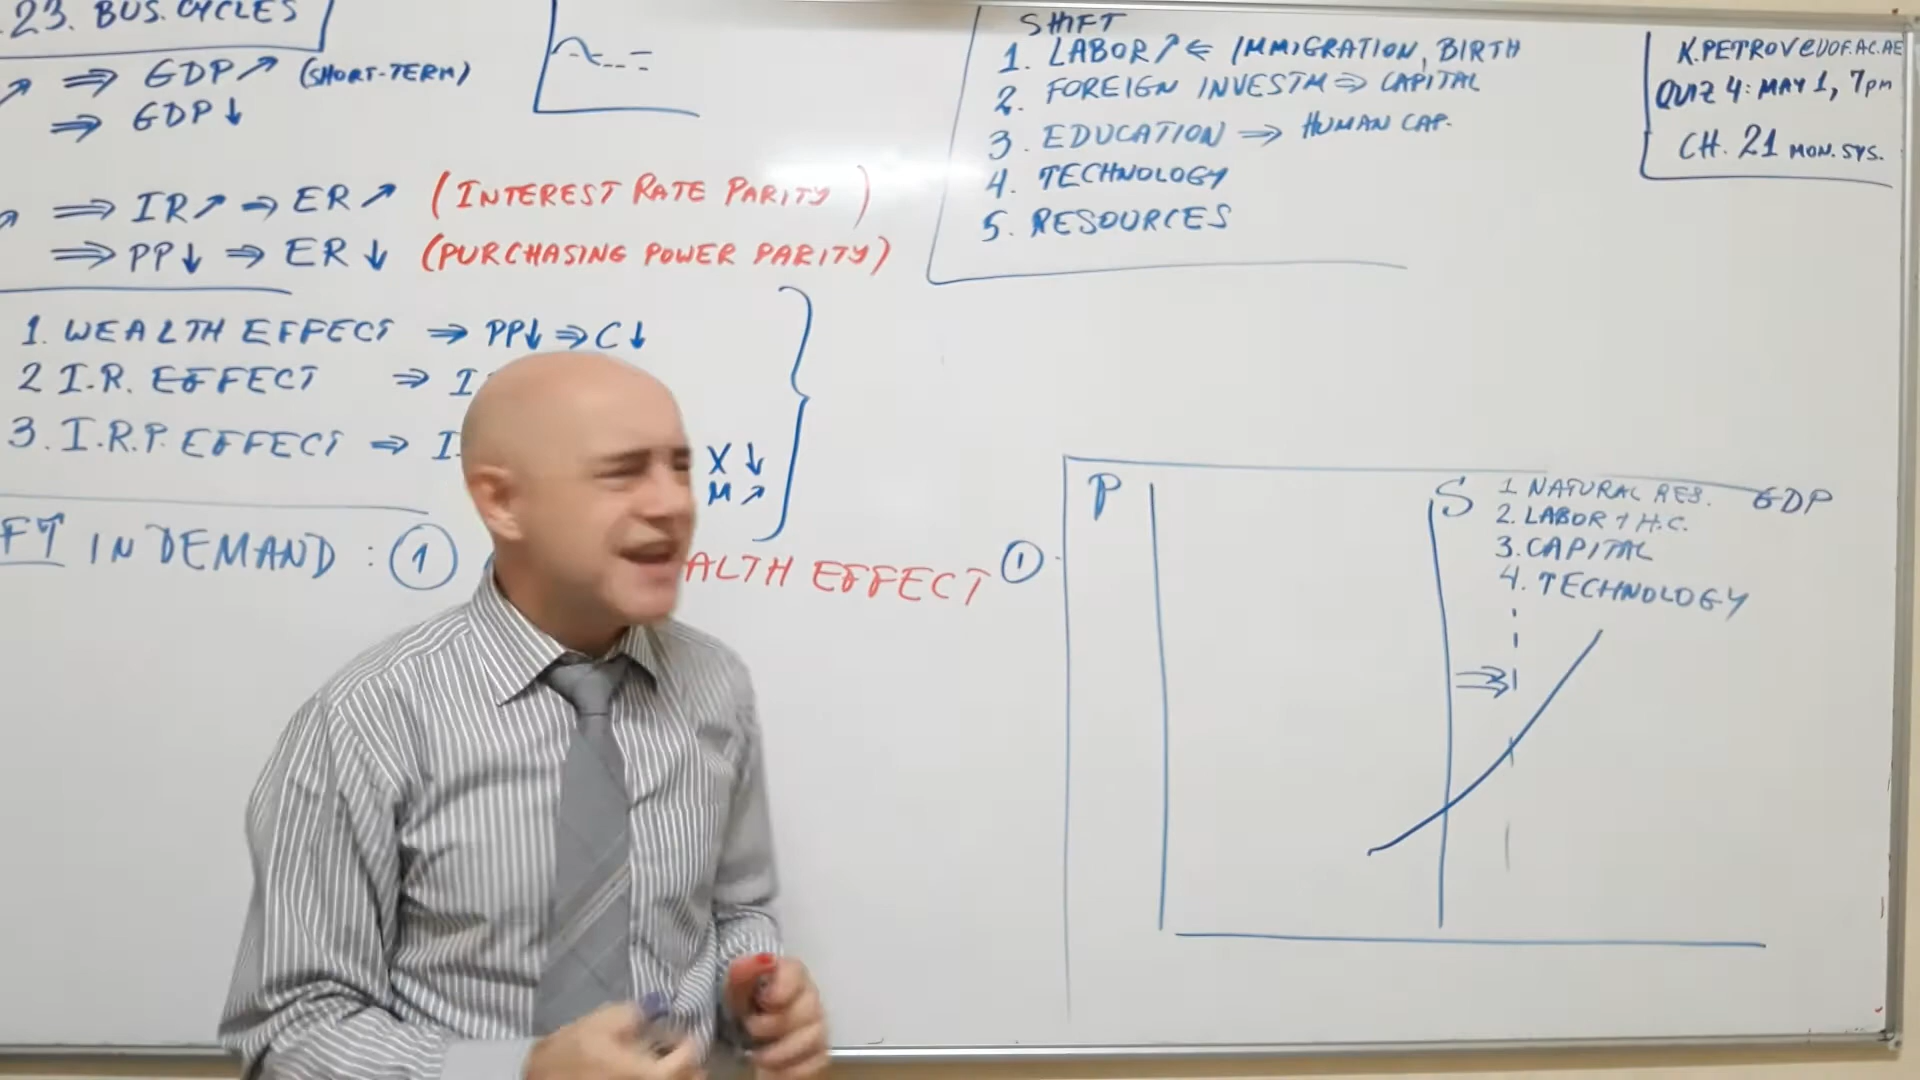 23. BUS. CYCLES
↗ ⇒ GDP↗ (SHORT-TERM)
⇒ GDP↓
⇒ IR↗ ⇒ ER↗ (INTEREST RATE PARITY)
⇒ PP↓ ⇒ ER↓ (PURCHASING POWER PARITY)
1. WEALTH EFFECT ⇒ PP↓ ⇒ C↓
2 I.R. EFFECT ⇒ I
3. I.R.P. EFFECT ⇒ I
X↓
M↗
FT IN DEMAND: 1
ALTH EFFECT
SHIFT
1. LABOR↗ ⇐ IMMIGRATION, BIRTH
2. FOREIGN INVESTM ⇒ CAPITAL
3. EDUCATION ⇒ HUMAN CAP.
4. TECHNOLOGY
5. RESOURCES
K.PETROV@UOF.AC.AE
QUIZ 4: MAY 1, 7pm
CH. 21 MON. SYS.
1
P
S
1 NATURAL RES.
2. LABOR + H.C.
3. CAPITAL
4. TECHNOLOGY
GDP